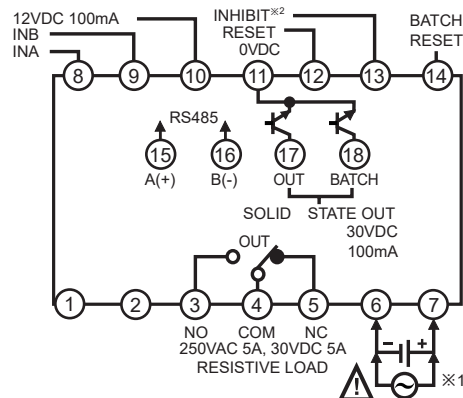 12VDC 100mA
INB
INA
INHIBIT※2
RESET
0VDC
BATCH
RESET
8 9 10 11 12 13 14
RS485
15 16 17 18
A(+) B(-) OUT BATCH
SOLID STATE OUT
30VDC
100mA
OUT
1 2 3 4 5 6 7
NO COM NC
250VAC 5A, 30VDC 5A
RESISTIVE LOAD
- +
! ※1